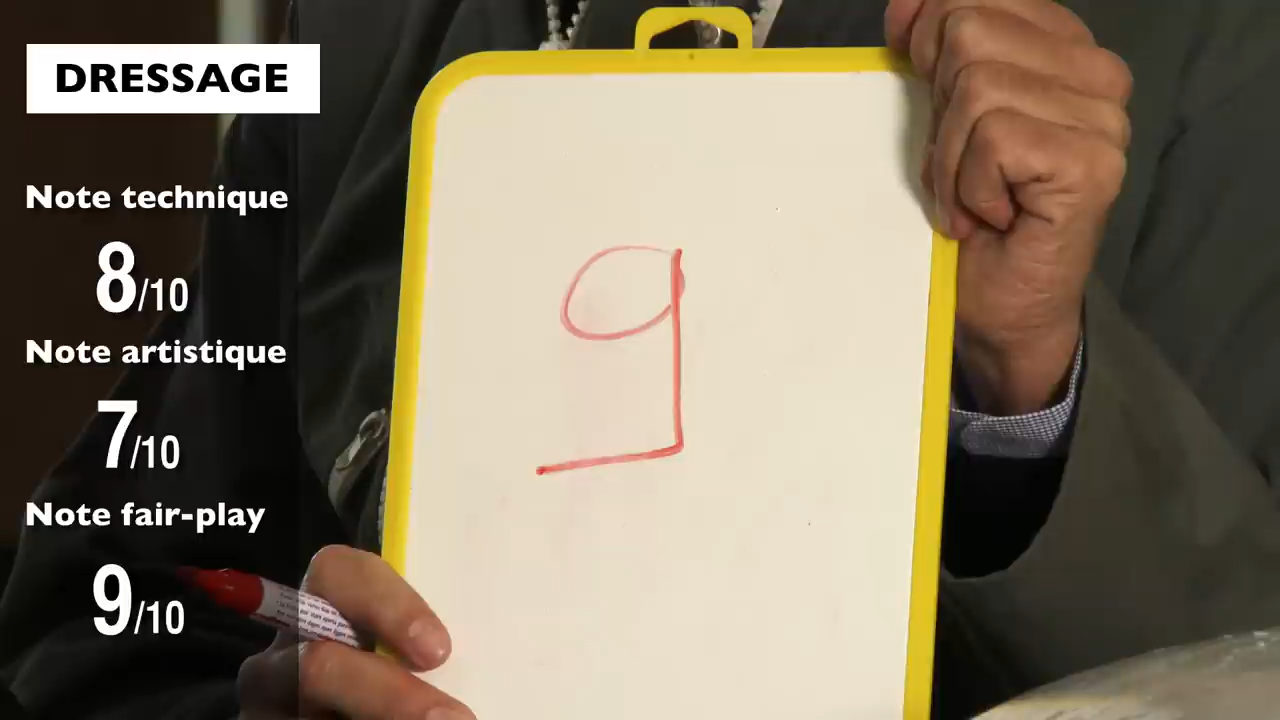 DRESSAGE
Note technique
8/10
Note artistique
7/10
Note fair-play
9/10
9